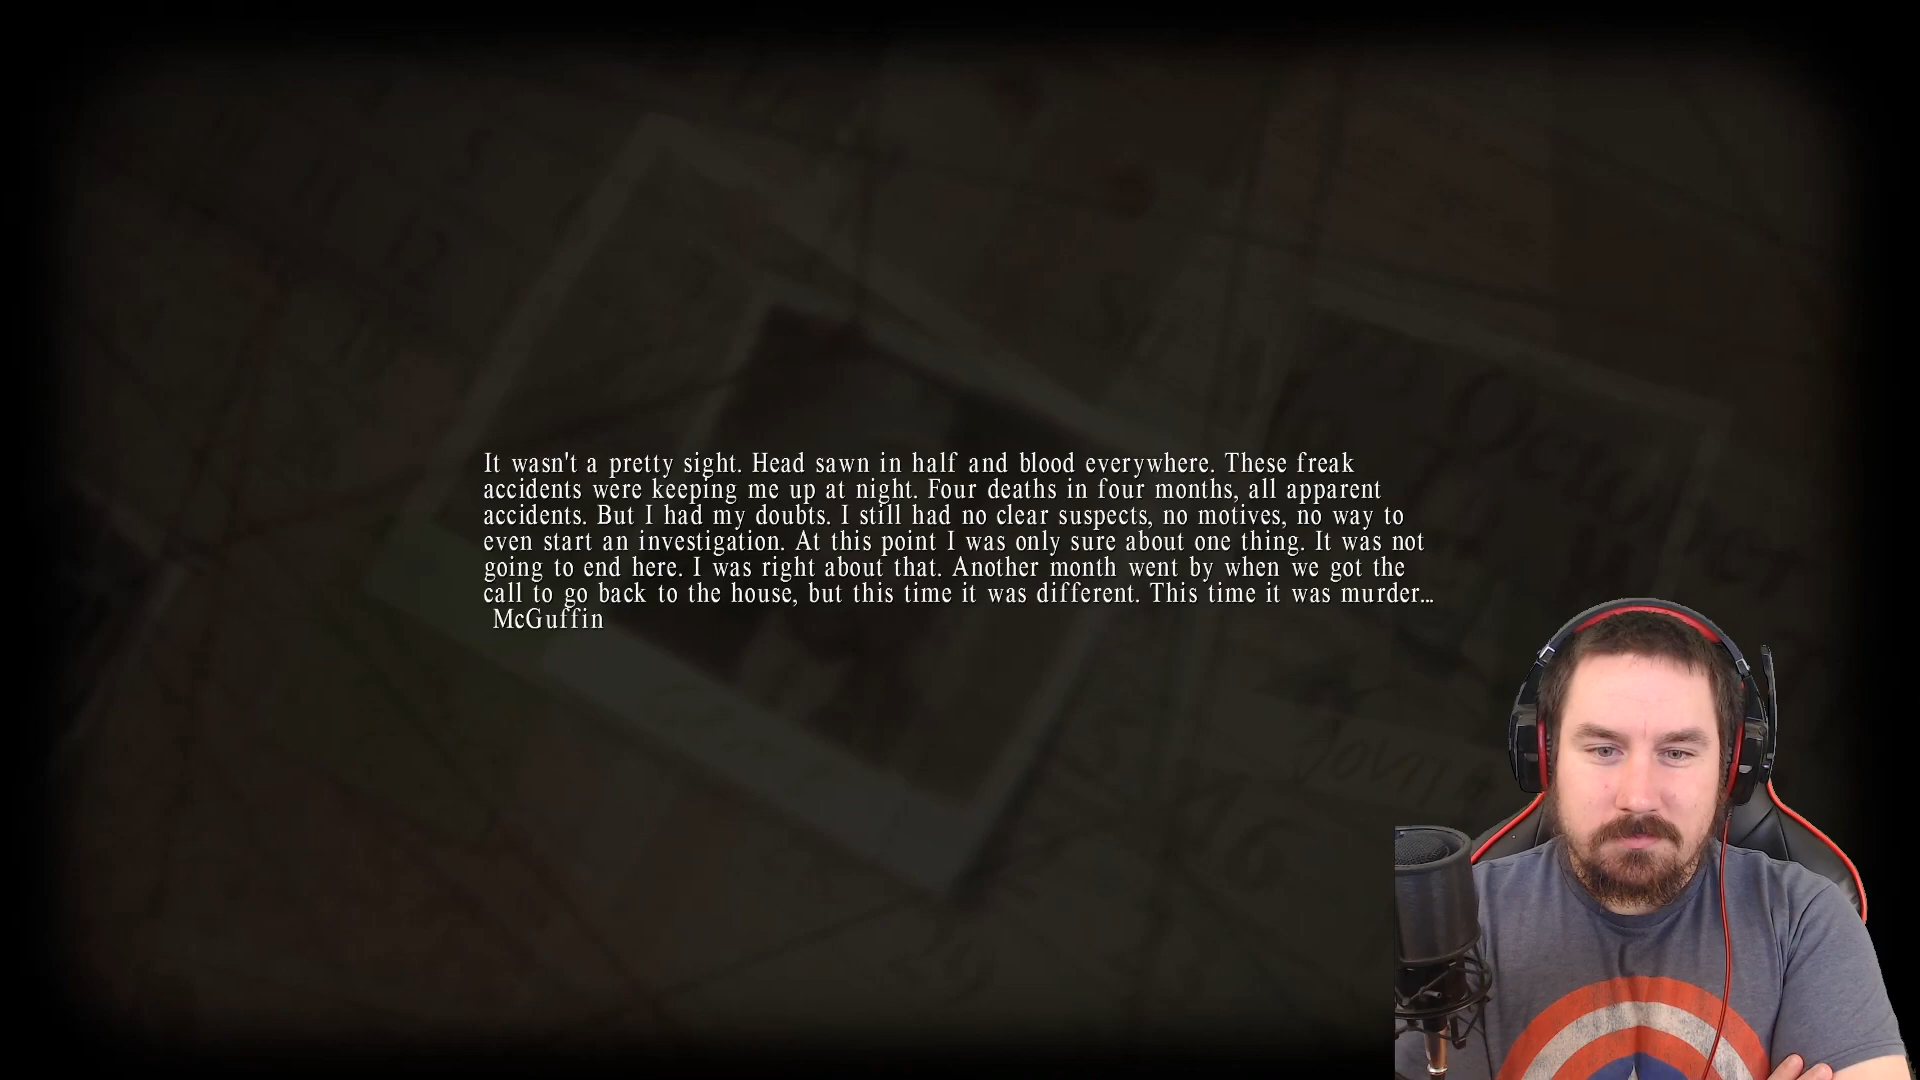 It wasn't a pretty sight. Head sawn in half and blood everywhere. These freak
accidents were keeping me up at night. Four deaths in four months, all apparent
accidents. But I had my doubts. I still had no clear suspects, no motives, no way to
even start an investigation. At this point I was only sure about one thing. It was not
going to end here. I was right about that. Another month went by when we got the
call to go back to the house, but this time it was different. This time it was murder...
McGuffin